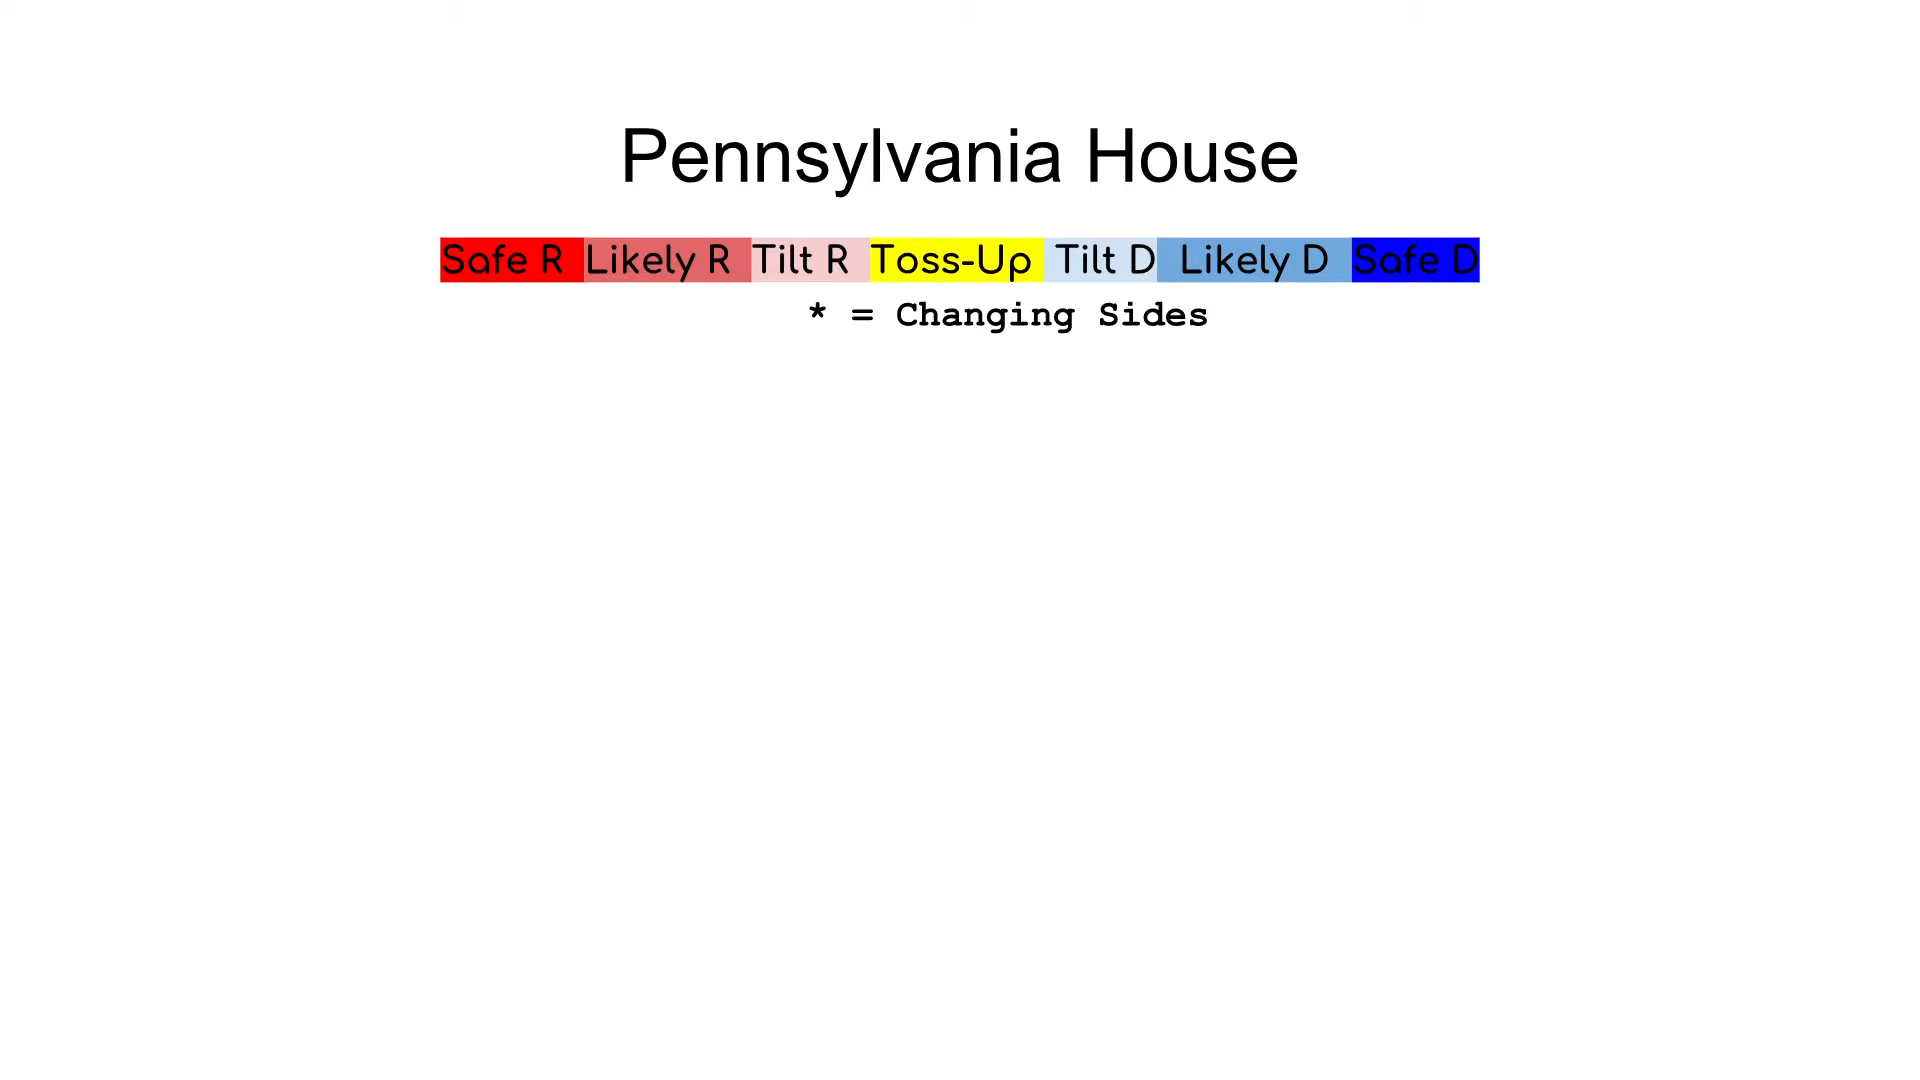 Pennsylvania House
Safe R Likely R Tilt R Toss-Up Tilt D Likely D Safe D
* = Changing Sides